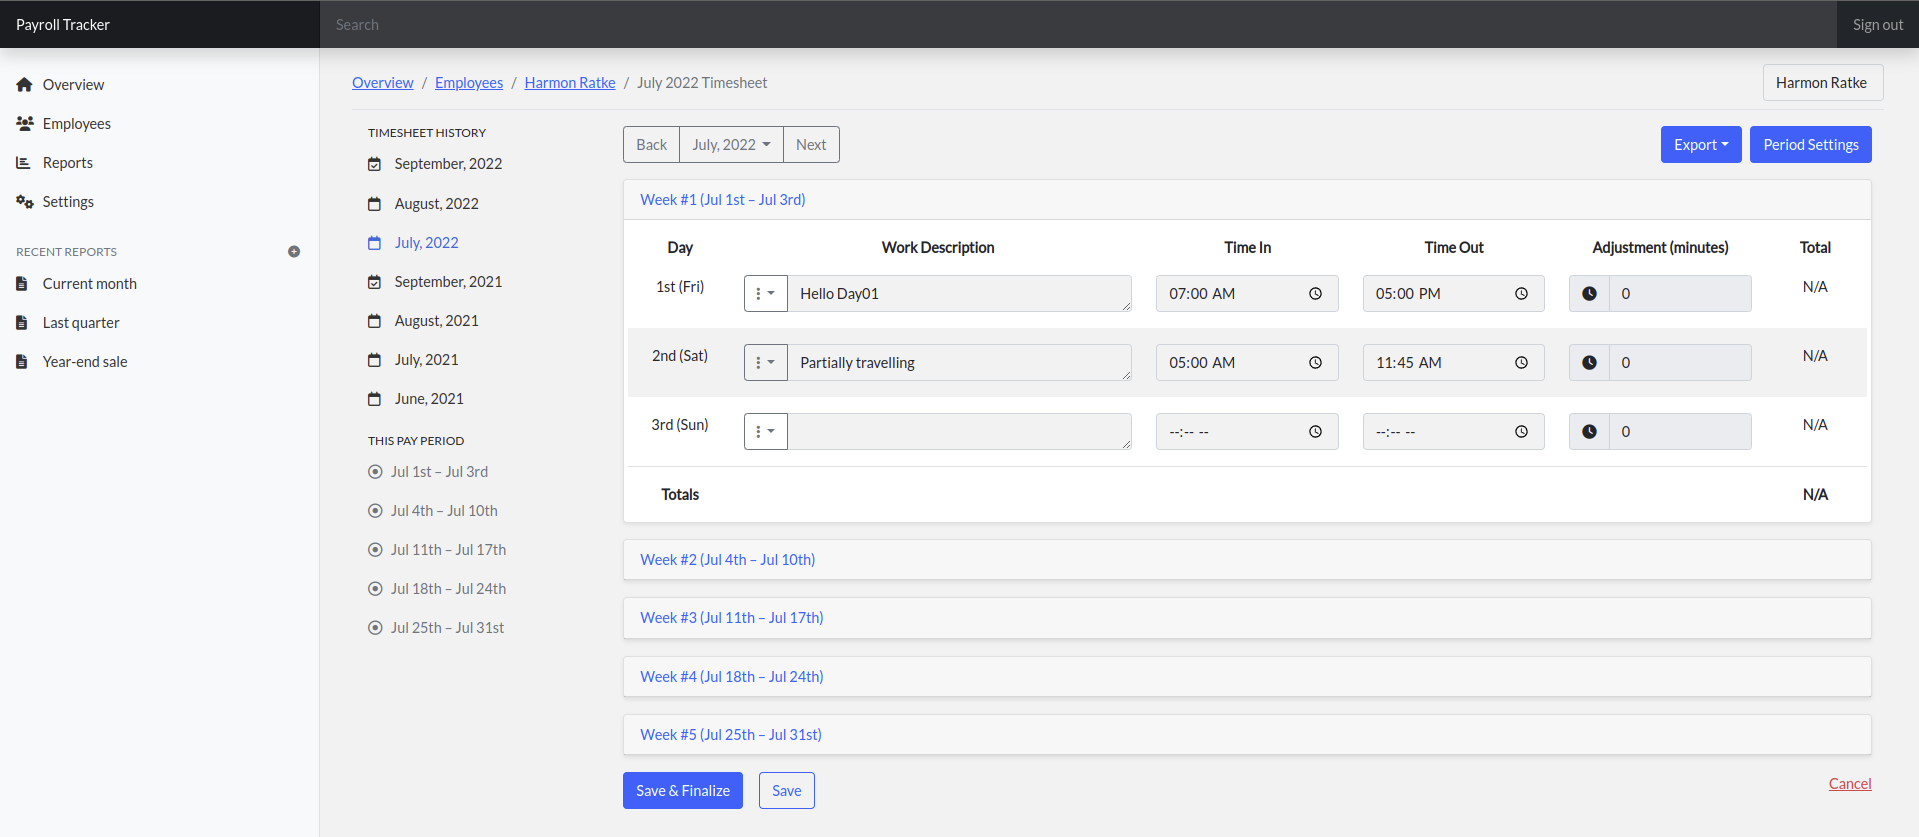 Payroll Tracker
Search
Sign out
Overview
Employees
Reports
Settings
RECENT REPORTS
Current month
Last quarter
Year-end sale
Overview / Employees / Harmon Ratke / July 2022 Timesheet
Harmon Ratke
TIMESHEET HISTORY
September, 2022
August, 2022
July, 2022
September, 2021
August, 2021
July, 2021
June, 2021
THIS PAY PERIOD
Jul 1st – Jul 3rd
Jul 4th – Jul 10th
Jul 11th – Jul 17th
Jul 18th – Jul 24th
Jul 25th – Jul 31st
Back July, 2022 Next
Export Period Settings
Week #1 (Jul 1st – Jul 3rd)
Day Work Description Time In Time Out Adjustment (minutes) Total
1st (Fri) Hello Day01 07:00 AM 05:00 PM 0 N/A
2nd (Sat) Partially travelling 05:00 AM 11:45 AM 0 N/A
3rd (Sun) --:-- -- --:-- -- 0 N/A
Totals N/A
Week #2 (Jul 4th – Jul 10th)
Week #3 (Jul 11th – Jul 17th)
Week #4 (Jul 18th – Jul 24th)
Week #5 (Jul 25th – Jul 31st)
Save & Finalize Save Cancel